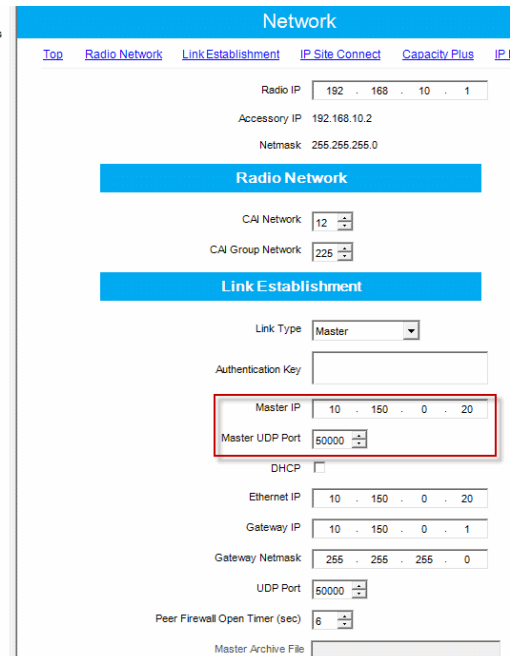 Network
Top Radio Network Link Establishment IP Site Connect Capacity Plus IP
Radio IP 192 . 168 . 10 . 1
Accessory IP 192.168.10.2
Netmask 255.255.255.0
Radio Network
CAI Network 12
CAI Group Network 225
Link Establishment
Link Type Master
Authentication Key
Master IP 10 . 150 . 0 . 20
Master UDP Port 50000
DHCP
Ethernet IP 10 . 150 . 0 . 20
Gateway IP 10 . 150 . 0 . 1
Gateway Netmask 255 . 255 . 255 . 0
UDP Port 50000
Peer Firewall Open Timer (sec) 6
Master Archive File